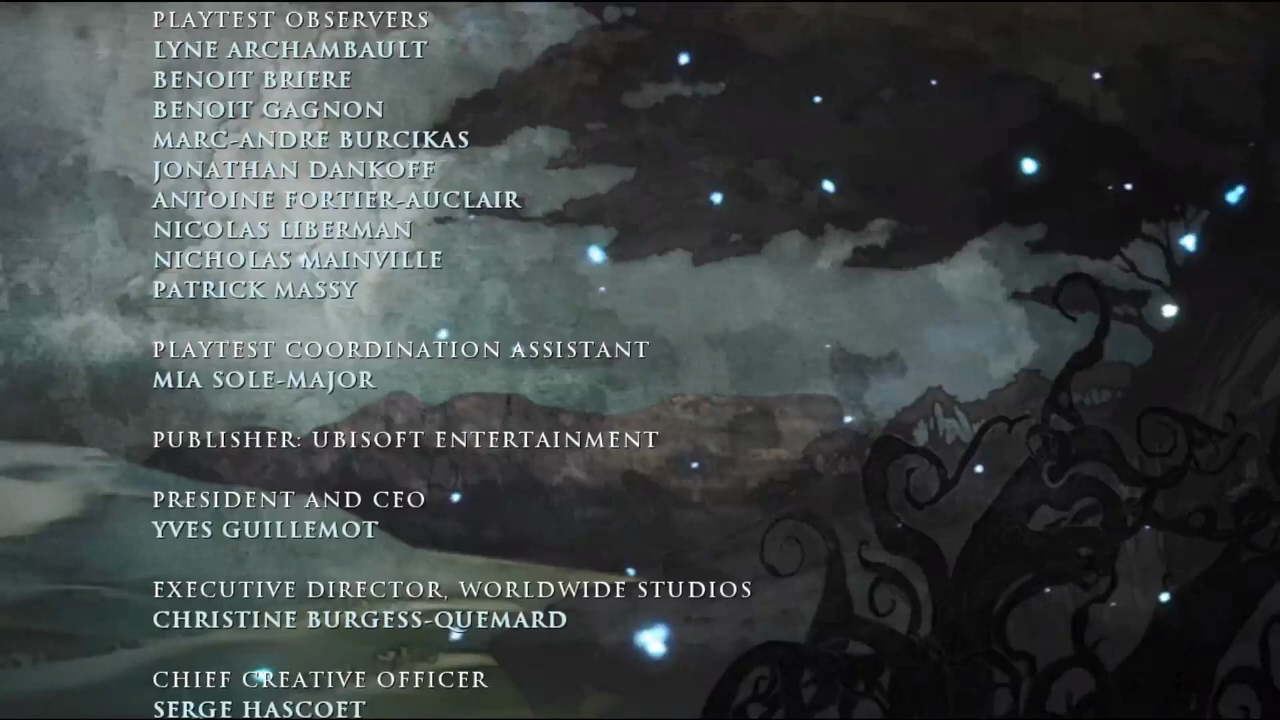 PLAYTEST OBSERVERS
LYNE ARCHAMBAULT
BENOIT BRIERE
BENOIT GAGNON
MARC-ANDRE BURCIKAS
JONATHAN DANKOFF
ANTOINE FORTIER-AUCLAIR
NICOLAS LIBERMAN
NICHOLAS MAINVILLE
PATRICK MASSY
PLAYTEST COORDINATION ASSISTANT
MIA SOLE-MAJOR
PUBLISHER: UBISOFT ENTERTAINMENT
PRESIDENT AND CEO
YVES GUILLEMOT
EXECUTIVE DIRECTOR, WORLDWIDE STUDIOS
CHRISTINE BURGESS-QUEMARD
CHIEF CREATIVE OFFICER
SERGE HASCOET